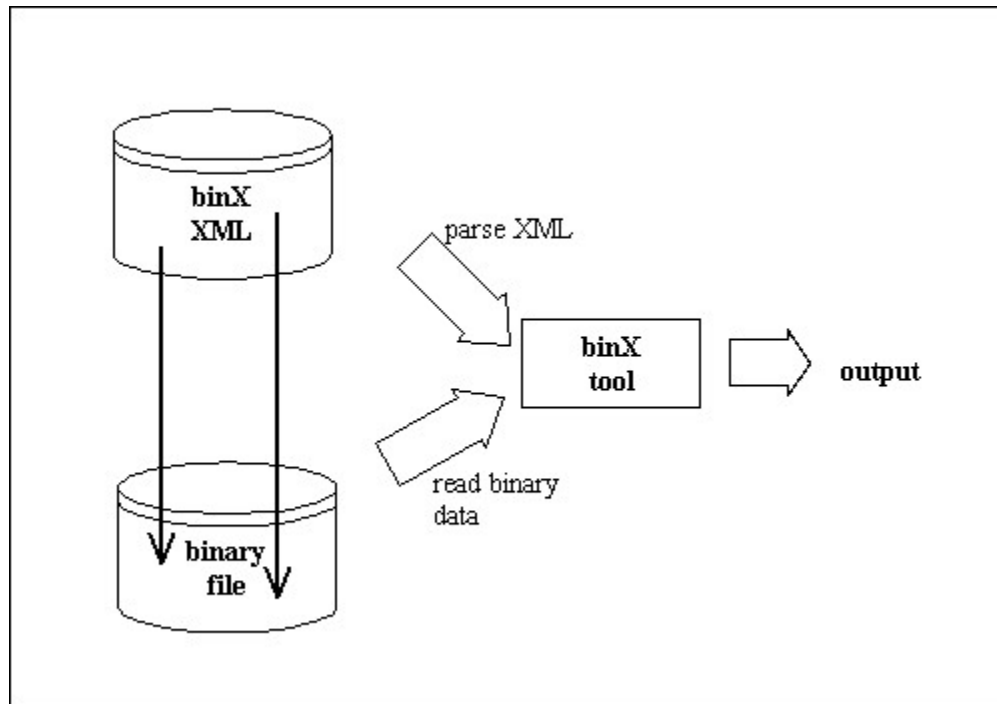 binX
XML
parse XML
binX
tool
output
read binary
data
binary
file